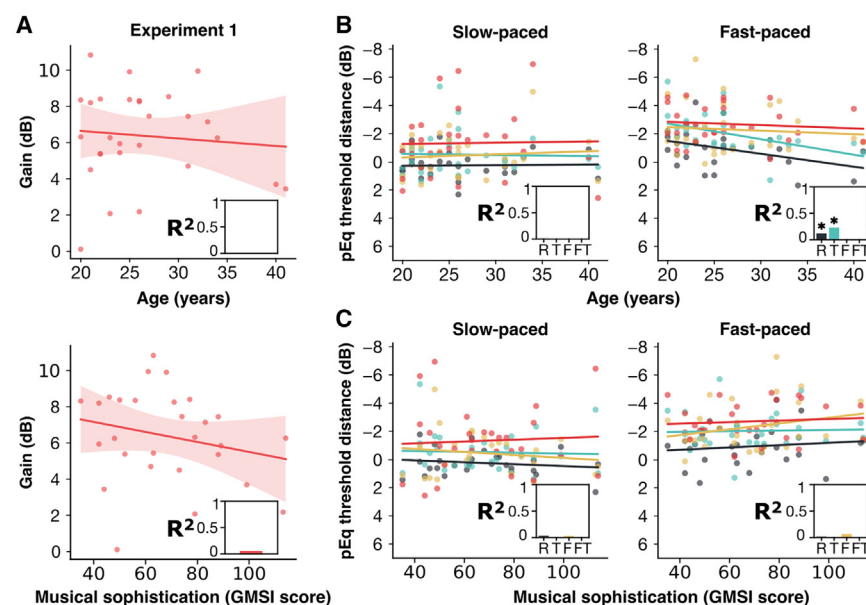 A
Experiment 1
Gain (dB)
10
8
6
4
2
0
R²
1
0.5
0
20 25 30 35 40
Age (years)
B
Slow-paced
Fast-paced
pEq threshold distance (dB)
−8
−6
−4
−2
0
2
4
6
R²
1
0.5
0
R T F FT
20 25 30 35 40
−8
−6
−4
−2
0
2
4
6
R²
1
0.5
0
* *
R T F FT
20 25 30 35 40
Age (years)
Gain (dB)
10
8
6
4
2
0
R²
1
0.5
0
40 60 80 100
Musical sophistication (GMSI score)
C
Slow-paced
Fast-paced
pEq threshold distance (dB)
−8
−6
−4
−2
0
2
4
6
R²
1
0.5
0
R T F FT
40 60 80 100
−8
−6
−4
−2
0
2
4
6
R²
1
0.5
0
R T F FT
40 60 80 100
Musical sophistication (GMSI score)